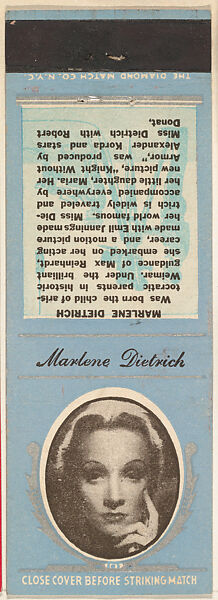 THE DIAMOND MATCH CO. N.Y.C.
MARLENE DIETRICH
Was the born the child of aris-
tocratic parents in historic
Weimar. Under the brilliant
guidance of Max Reinhardt,
she embarked on her acting
career, and a motion picture
made with Emil Jannings made
her world famous. Miss Die-
trich is widely traveled and
accompanied everywhere by
her little daughter, Maria. Her
new picture, "Knight Without
Armor," was produced by
Alexander Korda and stars
Miss Dietrich with Robert
Donat.
Marlene Dietrich
CLOSE COVER BEFORE STRIKING MATCH